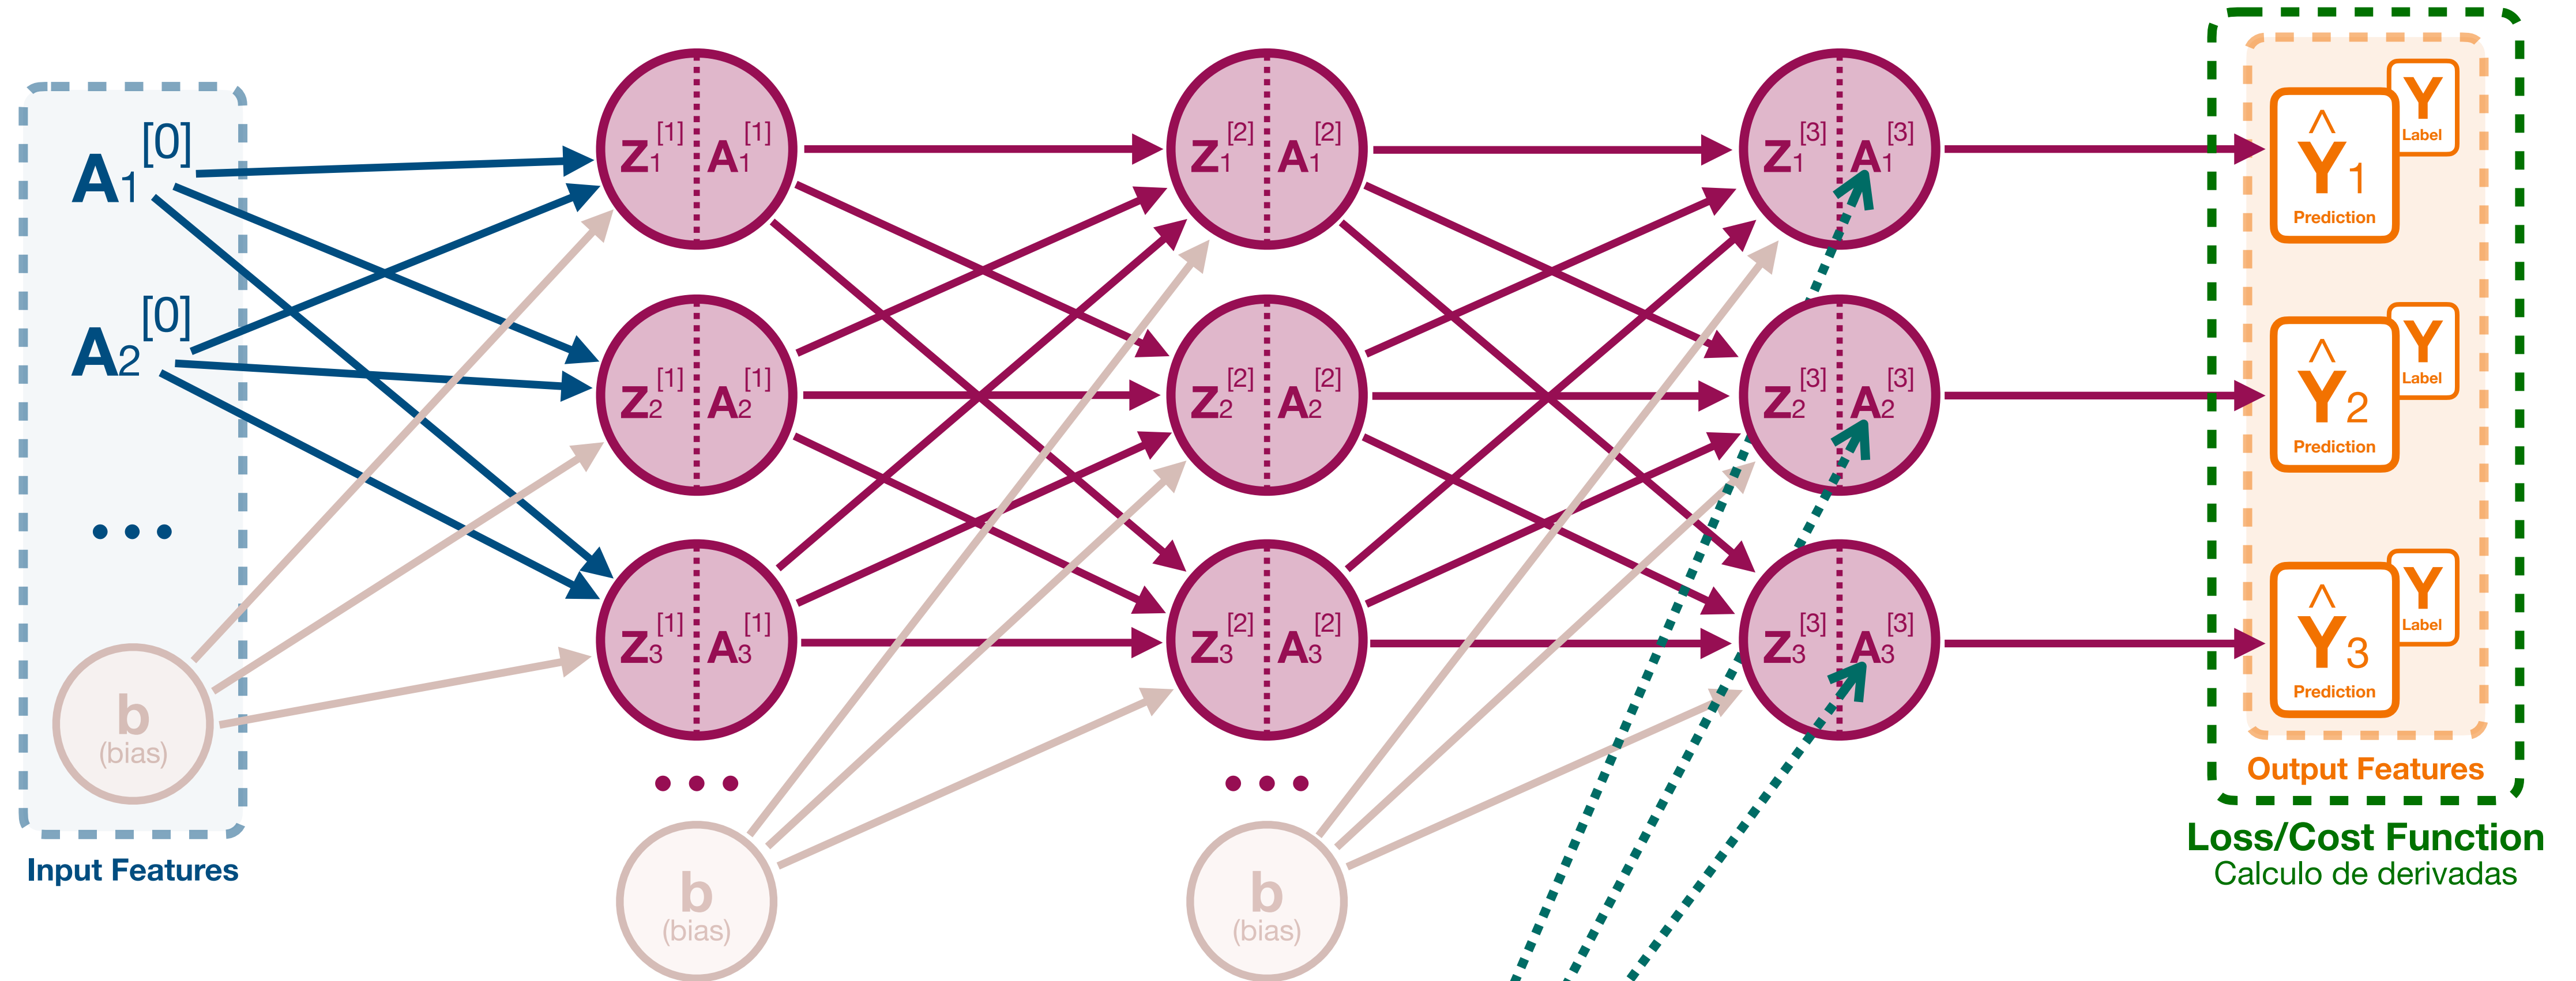 A1[0]
A2[0]
...
b
(bias)
Input Features
Z1[1] A1[1]
Z2[1] A2[1]
Z3[1] A3[1]
...
b
(bias)
Z1[2] A1[2]
Z2[2] A2[2]
Z3[2] A3[2]
...
b
(bias)
Z1[3] A1[3]
Z2[3] A2[3]
Z3[3] A3[3]
Ŷ1
Prediction
Y
Label
Ŷ2
Prediction
Y
Label
Ŷ3
Prediction
Y
Label
Output Features
Loss/Cost Function
Calculo de derivadas